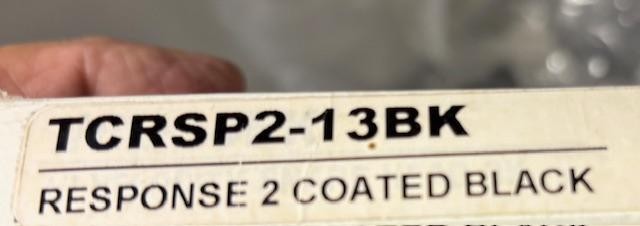 TCRSP2-13BK
RESPONSE 2 COATED BLACK